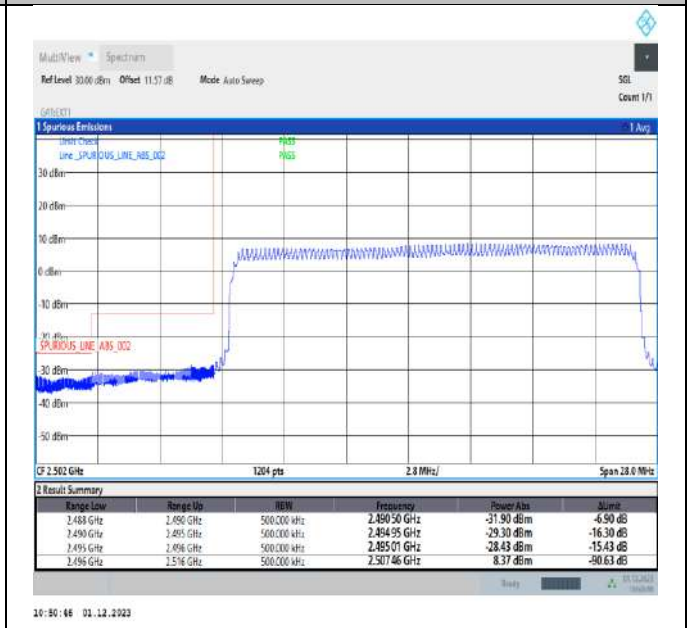 MultiView Spectrum
Ref Level 30.00 dBm Offset 11.57 dB Mode Auto Sweep SGL
Count 1/1
1 Spurious Emissions 1 Avg
Limit Check PASS
Line _SPURIOUS_LINE_ABS_002 PASS
30 dBm
20 dBm
10 dBm
0 dBm
-10 dBm
-20 dBm
SPURIOUS_LINE_ABS_002
-30 dBm
-40 dBm
-50 dBm
CF 2.502 GHz 1204 pts 2.8 MHz/ Span 28.0 MHz
2 Result Summary
Range Low Range Up RBW Frequency Power Abs ΔLimit
2.488 GHz 2.490 GHz 500.000 kHz 2.49050 GHz -31.90 dBm -6.90 dB
2.490 GHz 2.495 GHz 500.000 kHz 2.49495 GHz -29.30 dBm -16.30 dB
2.495 GHz 2.496 GHz 500.000 kHz 2.49501 GHz -28.43 dBm -15.43 dB
2.496 GHz 2.516 GHz 500.000 kHz 2.50746 GHz 8.37 dBm -90.63 dB
Ready 01.12.2023
10:50:46 01.12.2023